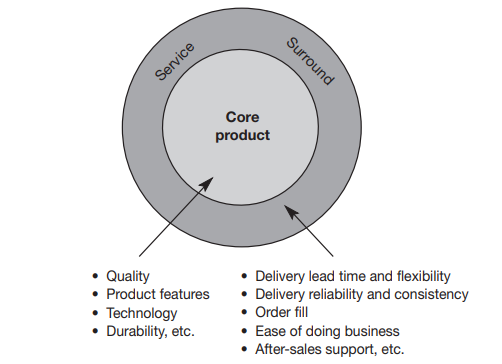 Service
Surround
Core
product
• Quality
• Product features
• Technology
• Durability, etc.
• Delivery lead time and flexibility
• Delivery reliability and consistency
• Order fill
• Ease of doing business
• After-sales support, etc.